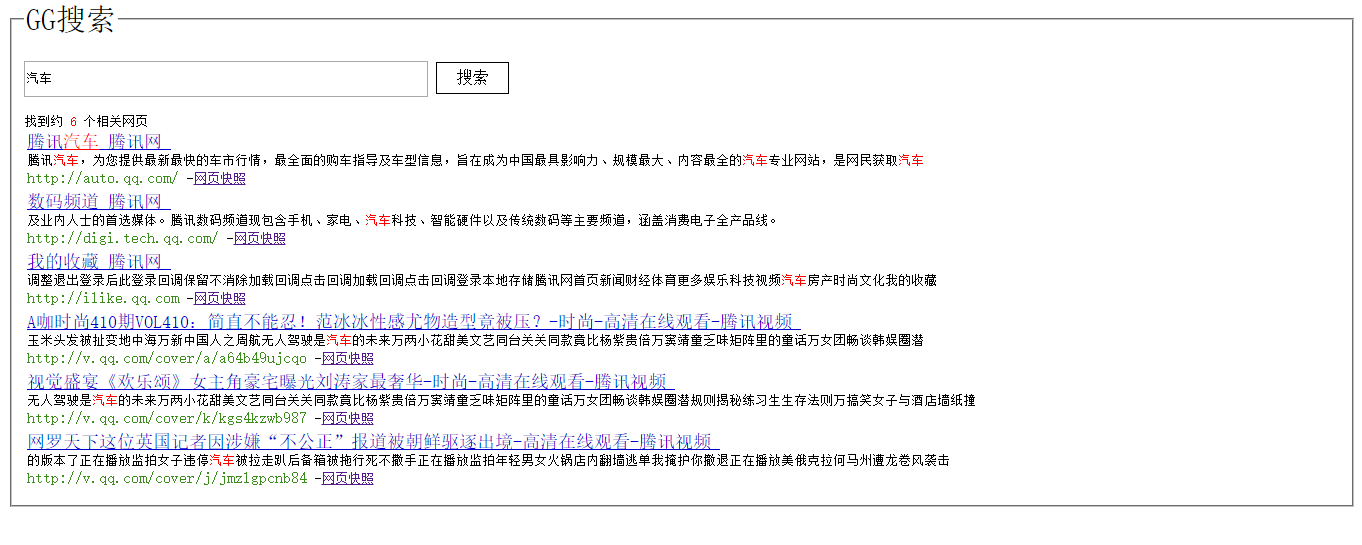 GG搜索
汽车
搜索
找到约 6 个相关网页
腾讯汽车_腾讯网_
腾讯汽车，为您提供最新最快的车市行情，最全面的购车指导及车型信息，旨在成为中国最具影响力、规模最大、内容最全的汽车专业网站，是网民获取汽车
http://auto.qq.com/ -网页快照
数码频道_腾讯网_
及业内人士的首选媒体。腾讯数码频道现包含手机、家电、汽车科技、智能硬件以及传统数码等主要频道，涵盖消费电子全产品线。
http://digi.tech.qq.com/ -网页快照
我的收藏_腾讯网_
调整退出登录后此登录回调保留不消除加载回调点击回调加载回调点击回调登录本地存储腾讯网首页新闻财经体育更多娱乐科技视频汽车房产时尚文化我的收藏
http://ilike.qq.com -网页快照
A咖时尚410期VOL410：简直不能忍！范冰冰性感尤物造型竟被压？-时尚-高清在线观看-腾讯视频_
玉米头发被扯变地中海万新中国人之周航无人驾驶是汽车的未来万两小花甜美文艺同台关关同款竟比杨紫贵倍万窦靖童乏味矩阵里的童话万女团畅谈韩娱圈潜
http://v.qq.com/cover/a/a64b49ujcqo -网页快照
视觉盛宴《欢乐颂》女主角豪宅曝光刘涛家最奢华-时尚-高清在线观看-腾讯视频_
无人驾驶是汽车的未来万两小花甜美文艺同台关关同款竟比杨紫贵倍万窦靖童乏味矩阵里的童话万女团畅谈韩娱圈潜规则揭秘练习生生存法则万搞笑女子与酒店墙纸撞
http://v.qq.com/cover/k/kgs4kzwb987 -网页快照
网罗天下这位英国记者因涉嫌“不公正”报道被朝鲜驱逐出境-高清在线观看-腾讯视频_
的版本了正在播放监拍女子违停汽车被拉走趴后备箱被拖行死不撒手正在播放监拍年轻男女火锅店内翻墙逃单我掩护你撤退正在播放美俄克拉何马州遭龙卷风袭击
http://v.qq.com/cover/j/jmzlgpcnb84 -网页快照